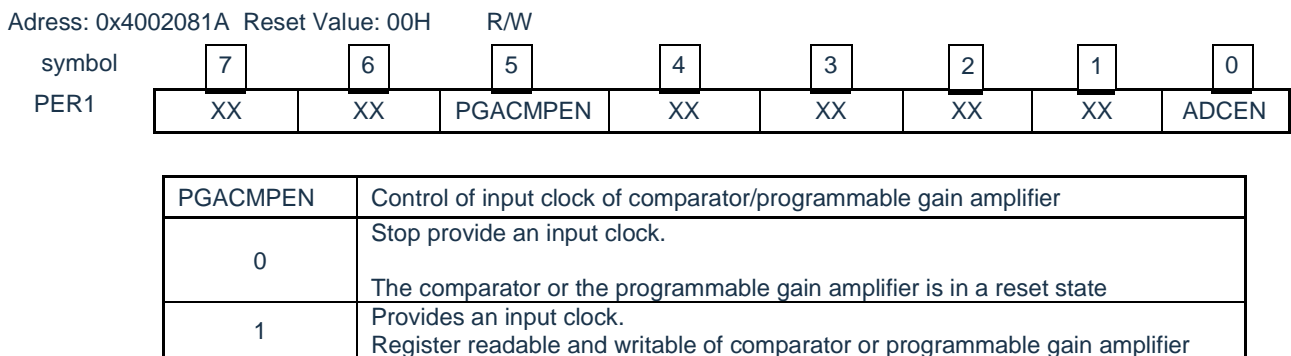 Adress: 0x4002081A Reset Value: 00H R/W
symbol 7 6 5 4 3 2 1 0
PER1 XX XX PGACMPEN XX XX XX XX ADCEN
PGACMPEN Control of input clock of comparator/programmable gain amplifier
0 Stop provide an input clock.
The comparator or the programmable gain amplifier is in a reset state
1 Provides an input clock.
Register readable and writable of comparator or programmable gain amplifier